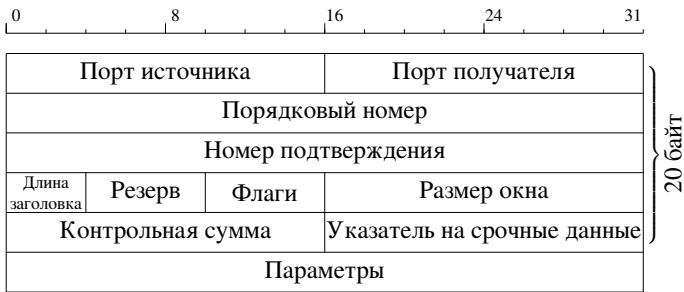 0 8 16 24 31
Порт источника Порт получателя
Порядковый номер
Номер подтверждения
Длина
заголовка
Резерв Флаги Размер окна
Контрольная сумма Указатель на срочные данные
Параметры
20 байт